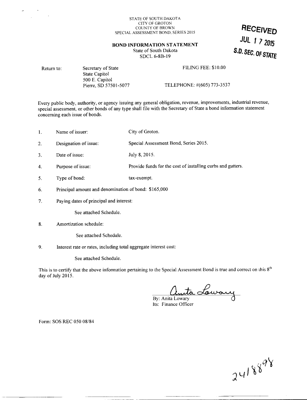 STATE OF SOUTH DAKOTA
CITY OF GROTON
COUNTY OF BROWN
SPECIAL ASSESSMENT BOND, SERIES 2015
RECEIVED
JUL 17 2015
S.D. SEC. OF STATE
BOND INFORMATION STATEMENT
State of South Dakota
SDCL 6-8B-19
Return to: Secretary of State FILING FEE: $10.00
State Capitol
500 E. Capitol
Pierre, SD 57501-5077 TELEPHONE: #(605) 773-3537
Every public body, authority, or agency issuing any general obligation, revenue, improvements, industrial revenue,
special assessment, or other bonds of any type shall file with the Secretary of State a bond information statement
concerning each issue of bonds.
1. Name of issuer: City of Groton.
2. Designation of issue: Special Assessment Bond, Series 2015.
3. Date of issue: July 8, 2015.
4. Purpose of issue: Provide funds for the cost of installing curbs and gutters.
5. Type of bond: tax-exempt.
6. Principal amount and denomination of bond: $165,000
7. Paying dates of principal and interest:
See attached Schedule.
8. Amortization schedule:
See attached Schedule.
9. Interest rate or rates, including total aggregate interest cost:
See attached Schedule.
This is to certify that the above information pertaining to the Special Assessment Bond is true and correct on this 8th
day of July 2015.
Anita Lowary
By: Anita Lowary
Its: Finance Officer
Form: SOS REC 050 08/84
2418898